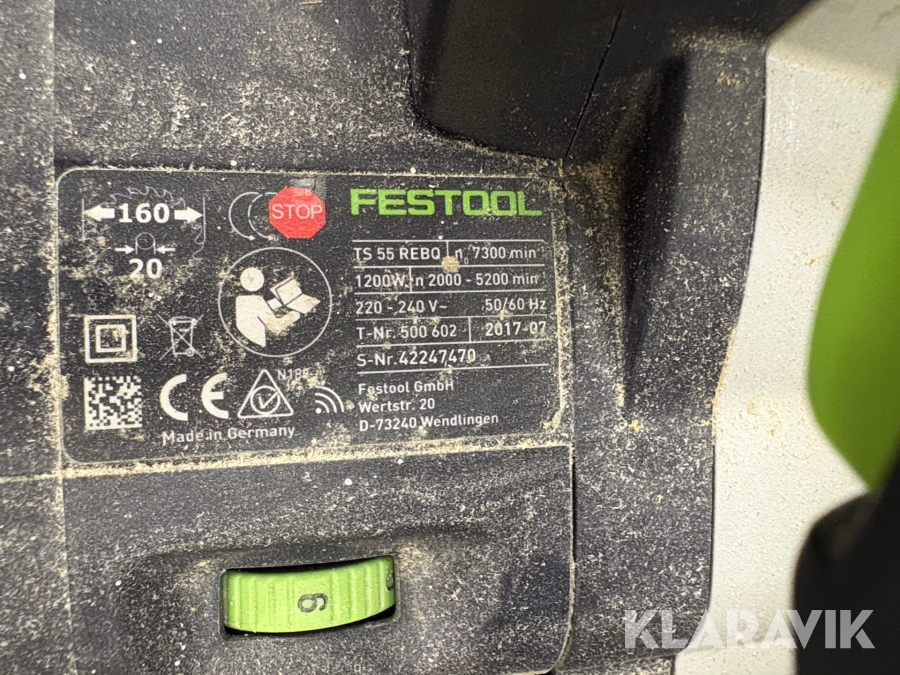 160
20
STOP
FESTOOL
TS 55 REBQ n₀ 7300 min
1200W n 2000 - 5200 min
220 - 240 V~ 50/60 Hz
T-Nr. 500 602 2017-07
S-Nr. 42247470
Festool GmbH
Wertstr. 20
D-73240 Wendlingen
CE
Made in Germany
6
KLARAVIK